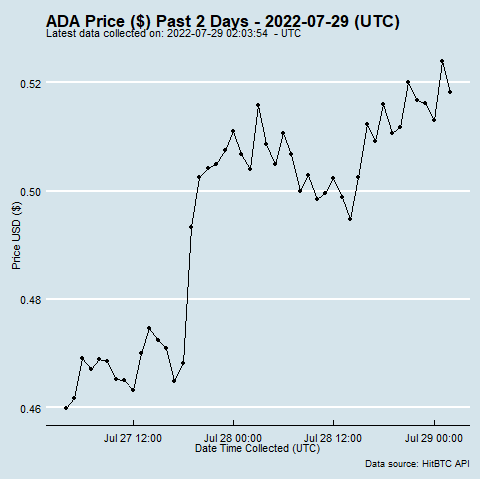 ADA Price ($) Past 2 Days - 2022-07-29 (UTC)
Latest data collected on: 2022-07-29 02:03:54 - UTC
0.52
0.50
0.48
0.46
Price USD ($)
Jul 27 12:00 Jul 28 00:00 Jul 28 12:00 Jul 29 00:00
Date Time Collected (UTC)
Data source: HitBTC API